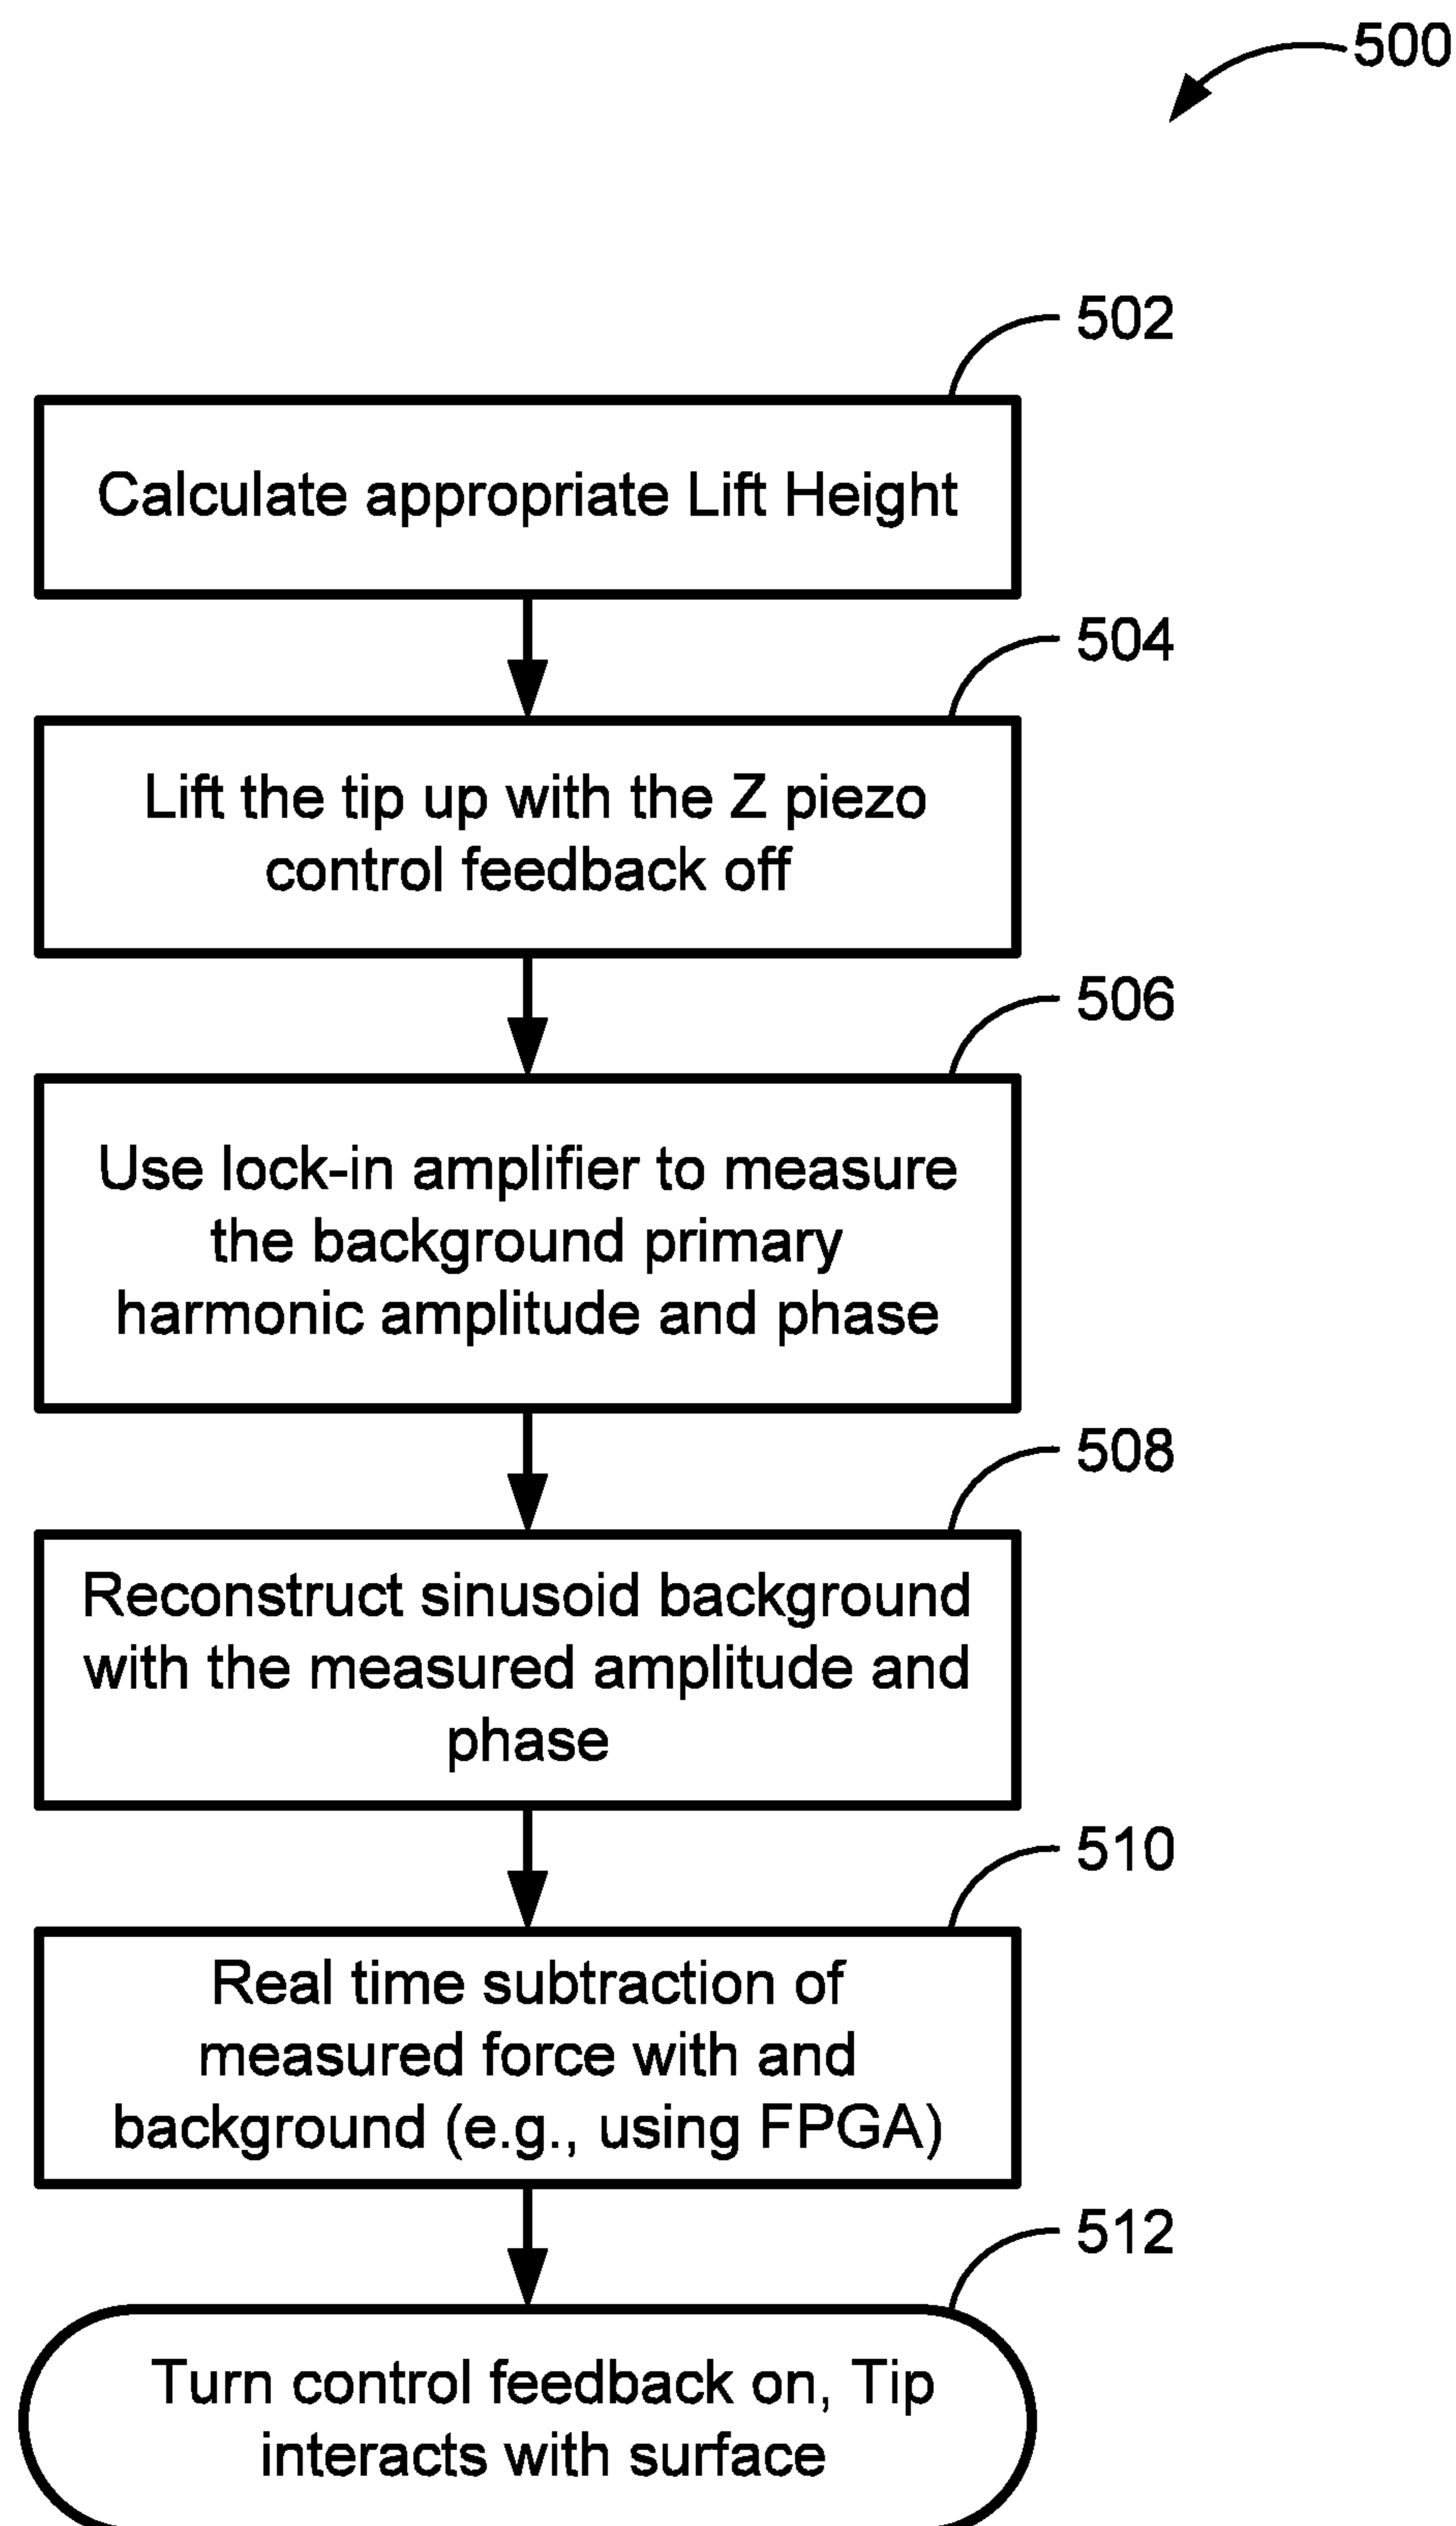 500
502
Calculate appropriate Lift Height
504
Lift the tip up with the Z piezo
control feedback off
506
Use lock-in amplifier to measure
the background primary
harmonic amplitude and phase
508
Reconstruct sinusoid background
with the measured amplitude and
phase
510
Real time subtraction of
measured force with and
background (e.g., using FPGA)
512
Turn control feedback on, Tip
interacts with surface